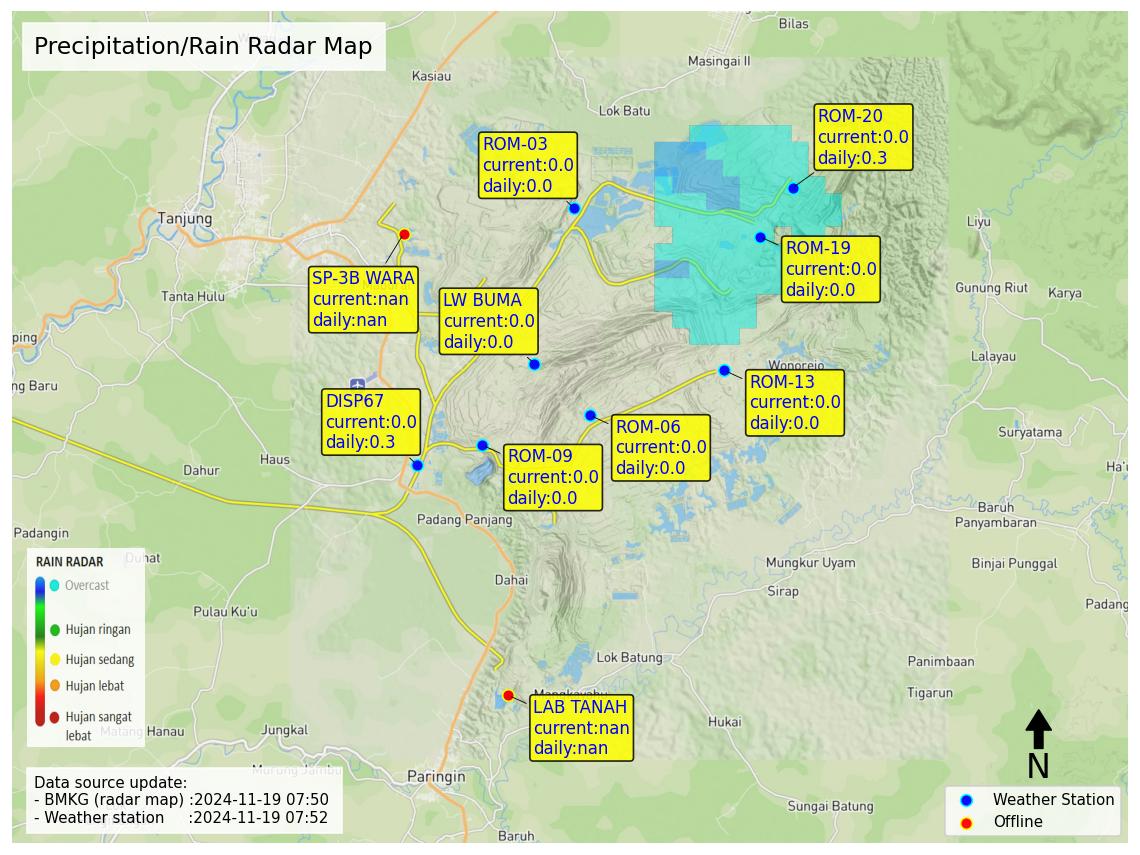 Precipitation/Rain Radar Map
Bilas
Masingai II
Kasiau
Lok Batu
ROM-20
current:0.0
daily:0.3
ROM-03
current:0.0
daily:0.0
Tanjung
Liyu
ROM-19
current:0.0
daily:0.0
SP-3B WARA
current:nan
daily:nan
Tanta Hulu
LW BUMA
current:0.0
daily:0.0
Gunung Riut
Karya
ping
Lalayau
Wonorejo
ng Baru
ROM-13
current:0.0
daily:0.0
DISP67
current:0.0
daily:0.3
ROM-06
current:0.0
daily:0.0
Suryatama
ROM-09
current:0.0
daily:0.0
Haus
Dahur
Ha'u
Baruh
Panyambaran
Padang Panjang
Padangin
Duhat
Mungkur Uyam
Binjai Punggal
Dahai
Sirap
Padang
Pulau Ku'u
RAIN RADAR
Overcast
Hujan ringan
Hujan sedang
Hujan lebat
Hujan sangat
lebat
Lok Batung
Panimbaan
Tigarun
LAB TANAH
current:nan
daily:nan
Matang Hanau
Jungkal
Hukai
N
Murung Jambu
Paringin
Data source update:
- BMKG (radar map) :2024-11-19 07:50
- Weather station :2024-11-19 07:52
Sungai Batung
Baruh
Weather Station
Offline